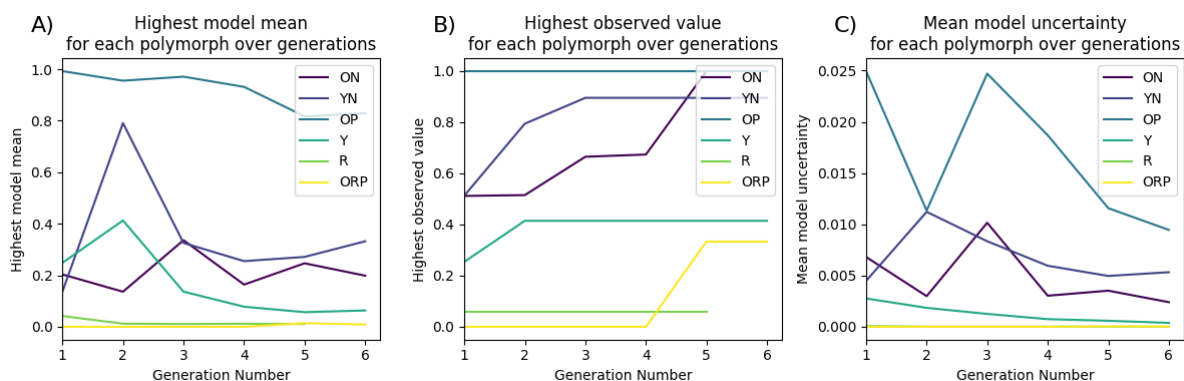 A)
Highest model mean
for each polymorph over generations
Highest model mean
1.0
0.8
0.6
0.4
0.2
0.0
1 2 3 4 5 6
Generation Number
ON
YN
OP
Y
R
ORP
B)
Highest observed value
for each polymorph over generations
Highest observed value
1.0
0.8
0.6
0.4
0.2
0.0
1 2 3 4 5 6
Generation Number
ON
YN
OP
Y
R
ORP
C)
Mean model uncertainty
for each polymorph over generations
Mean model uncertainty
0.025
0.020
0.015
0.010
0.005
0.000
1 2 3 4 5 6
Generation Number
ON
YN
OP
Y
R
ORP